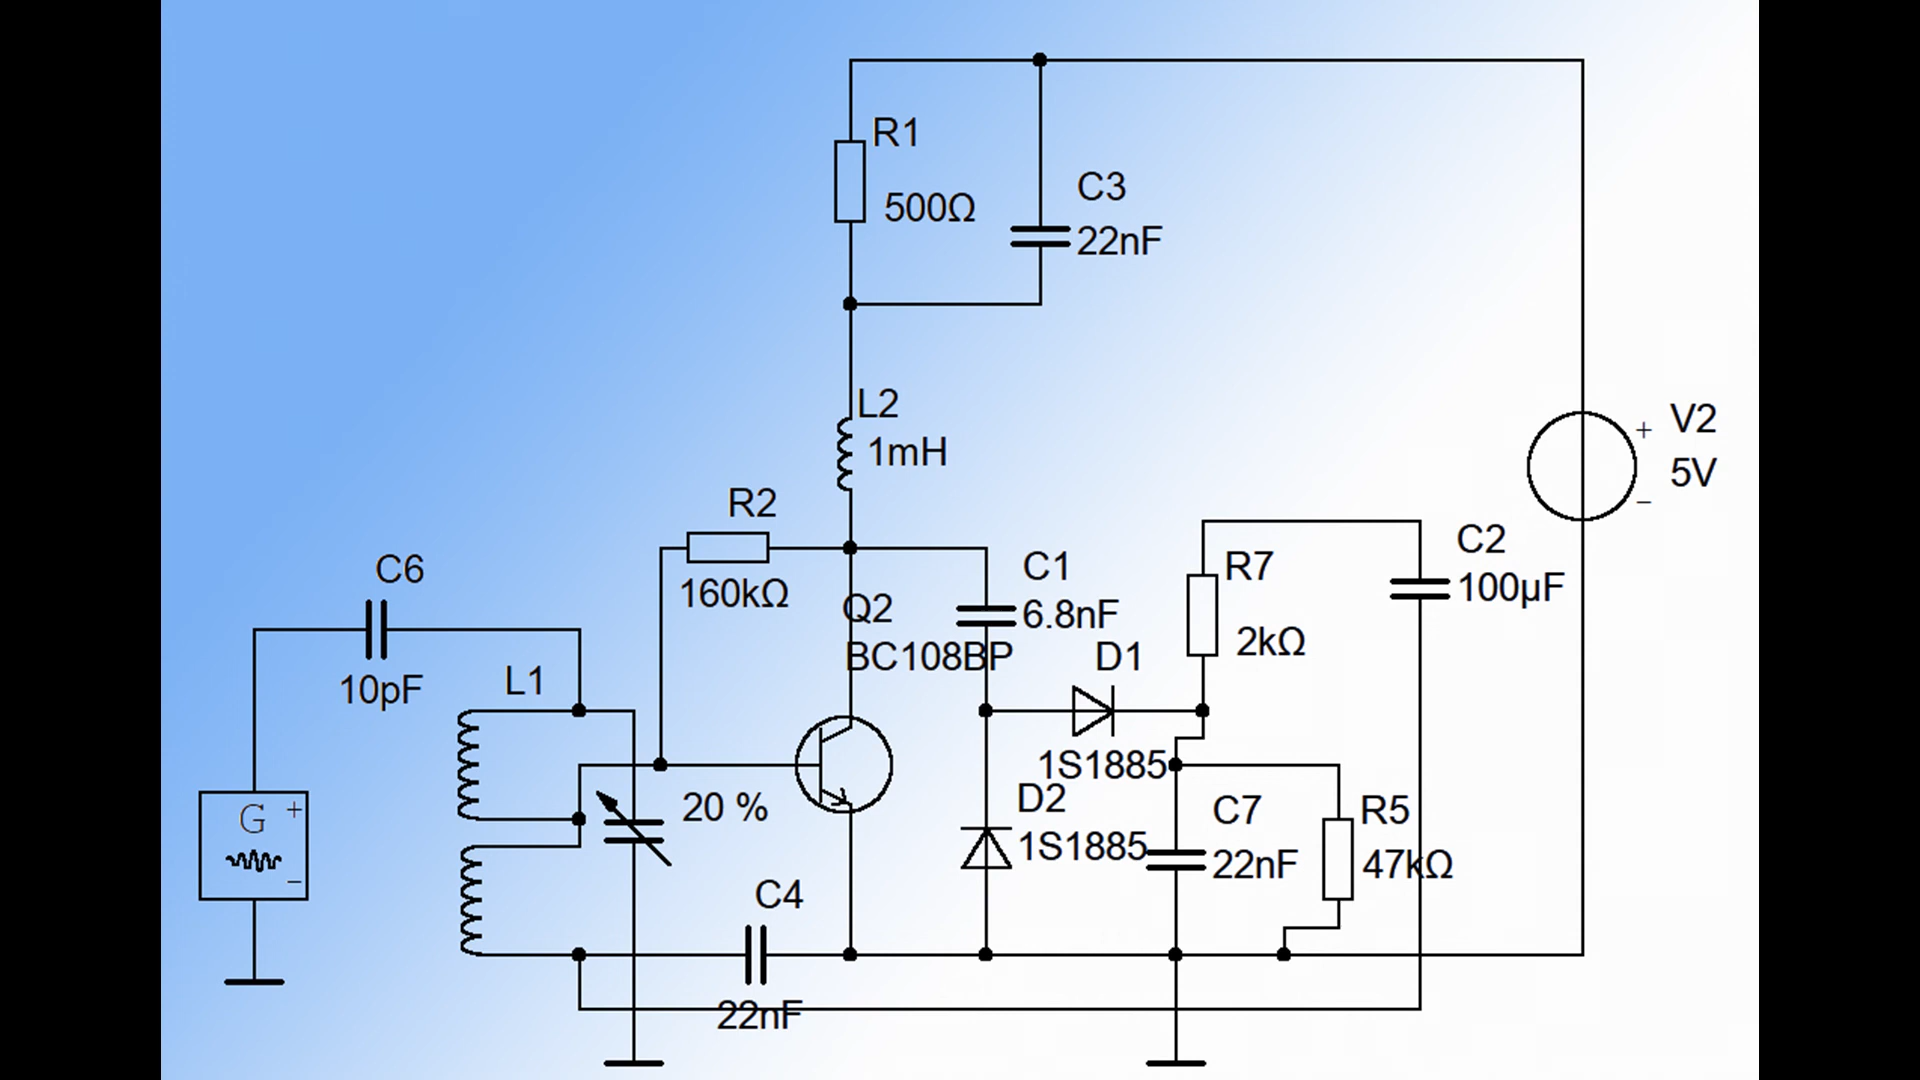 R1
500Ω
C3
22nF
L2
1mH
V2
5V
+
−
R2
160kΩ
C6
10pF
L1
Q2
BC108BP
C1
6.8nF
D1
1S1885
R7
2kΩ
C2
100µF
G
+
−
20 %
D2
1S1885
C7
22nF
R5
47kΩ
C4
22nF